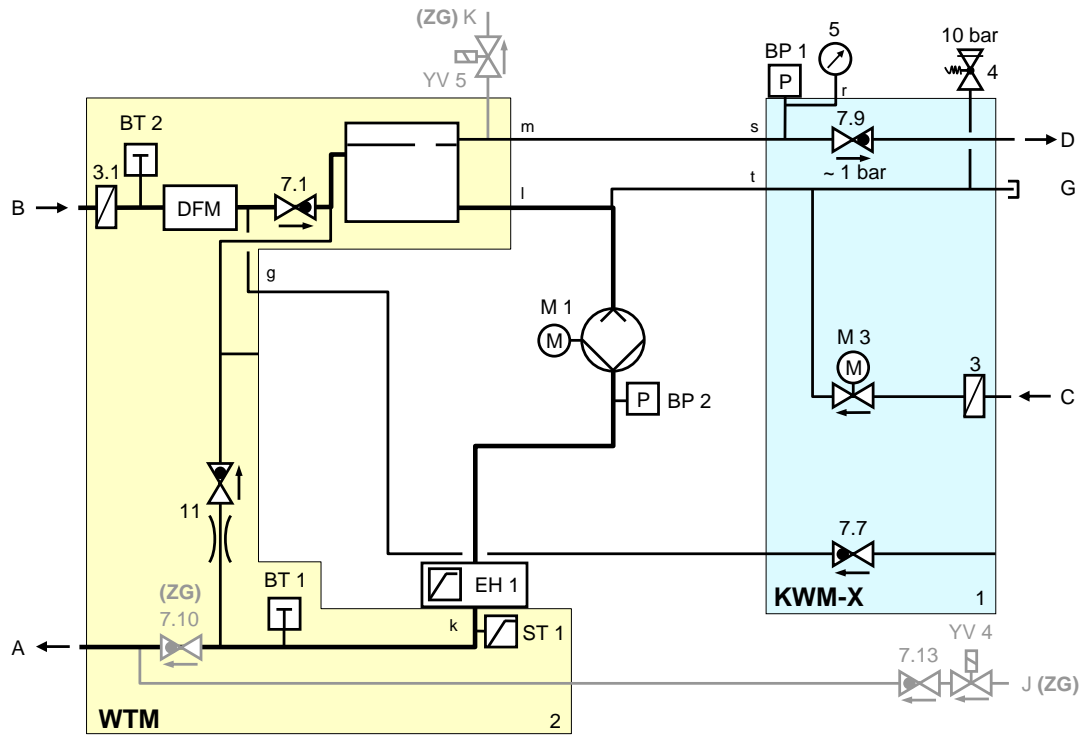 (ZG) K
YV 5
5
BP 1
P
r
10 bar
4
BT 2
T
3.1
7.1
m
s
7.9
D
~ 1 bar
B
DFM
l
t
G
g
M 1
M
M 3
M
3
P
BP 2
C
11
7.7
EH 1
BT 1
T
(ZG)
7.10
KWM-X
1
k
ST 1
YV 4
A
7.13
J (ZG)
WTM
2